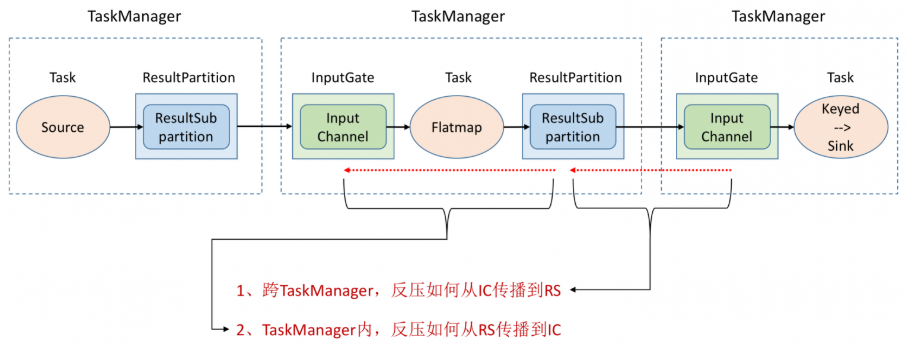 TaskManager
TaskManager
TaskManager
Task
ResultPartition
InputGate
Task
ResultPartition
InputGate
Task
Source
ResultSub
partition
Input
Channel
Flatmap
ResultSub
partition
Input
Channel
Keyed
-->
Sink
1、跨TaskManager，反压如何从IC传播到RS
2、TaskManager内，反压如何从RS传播到IC